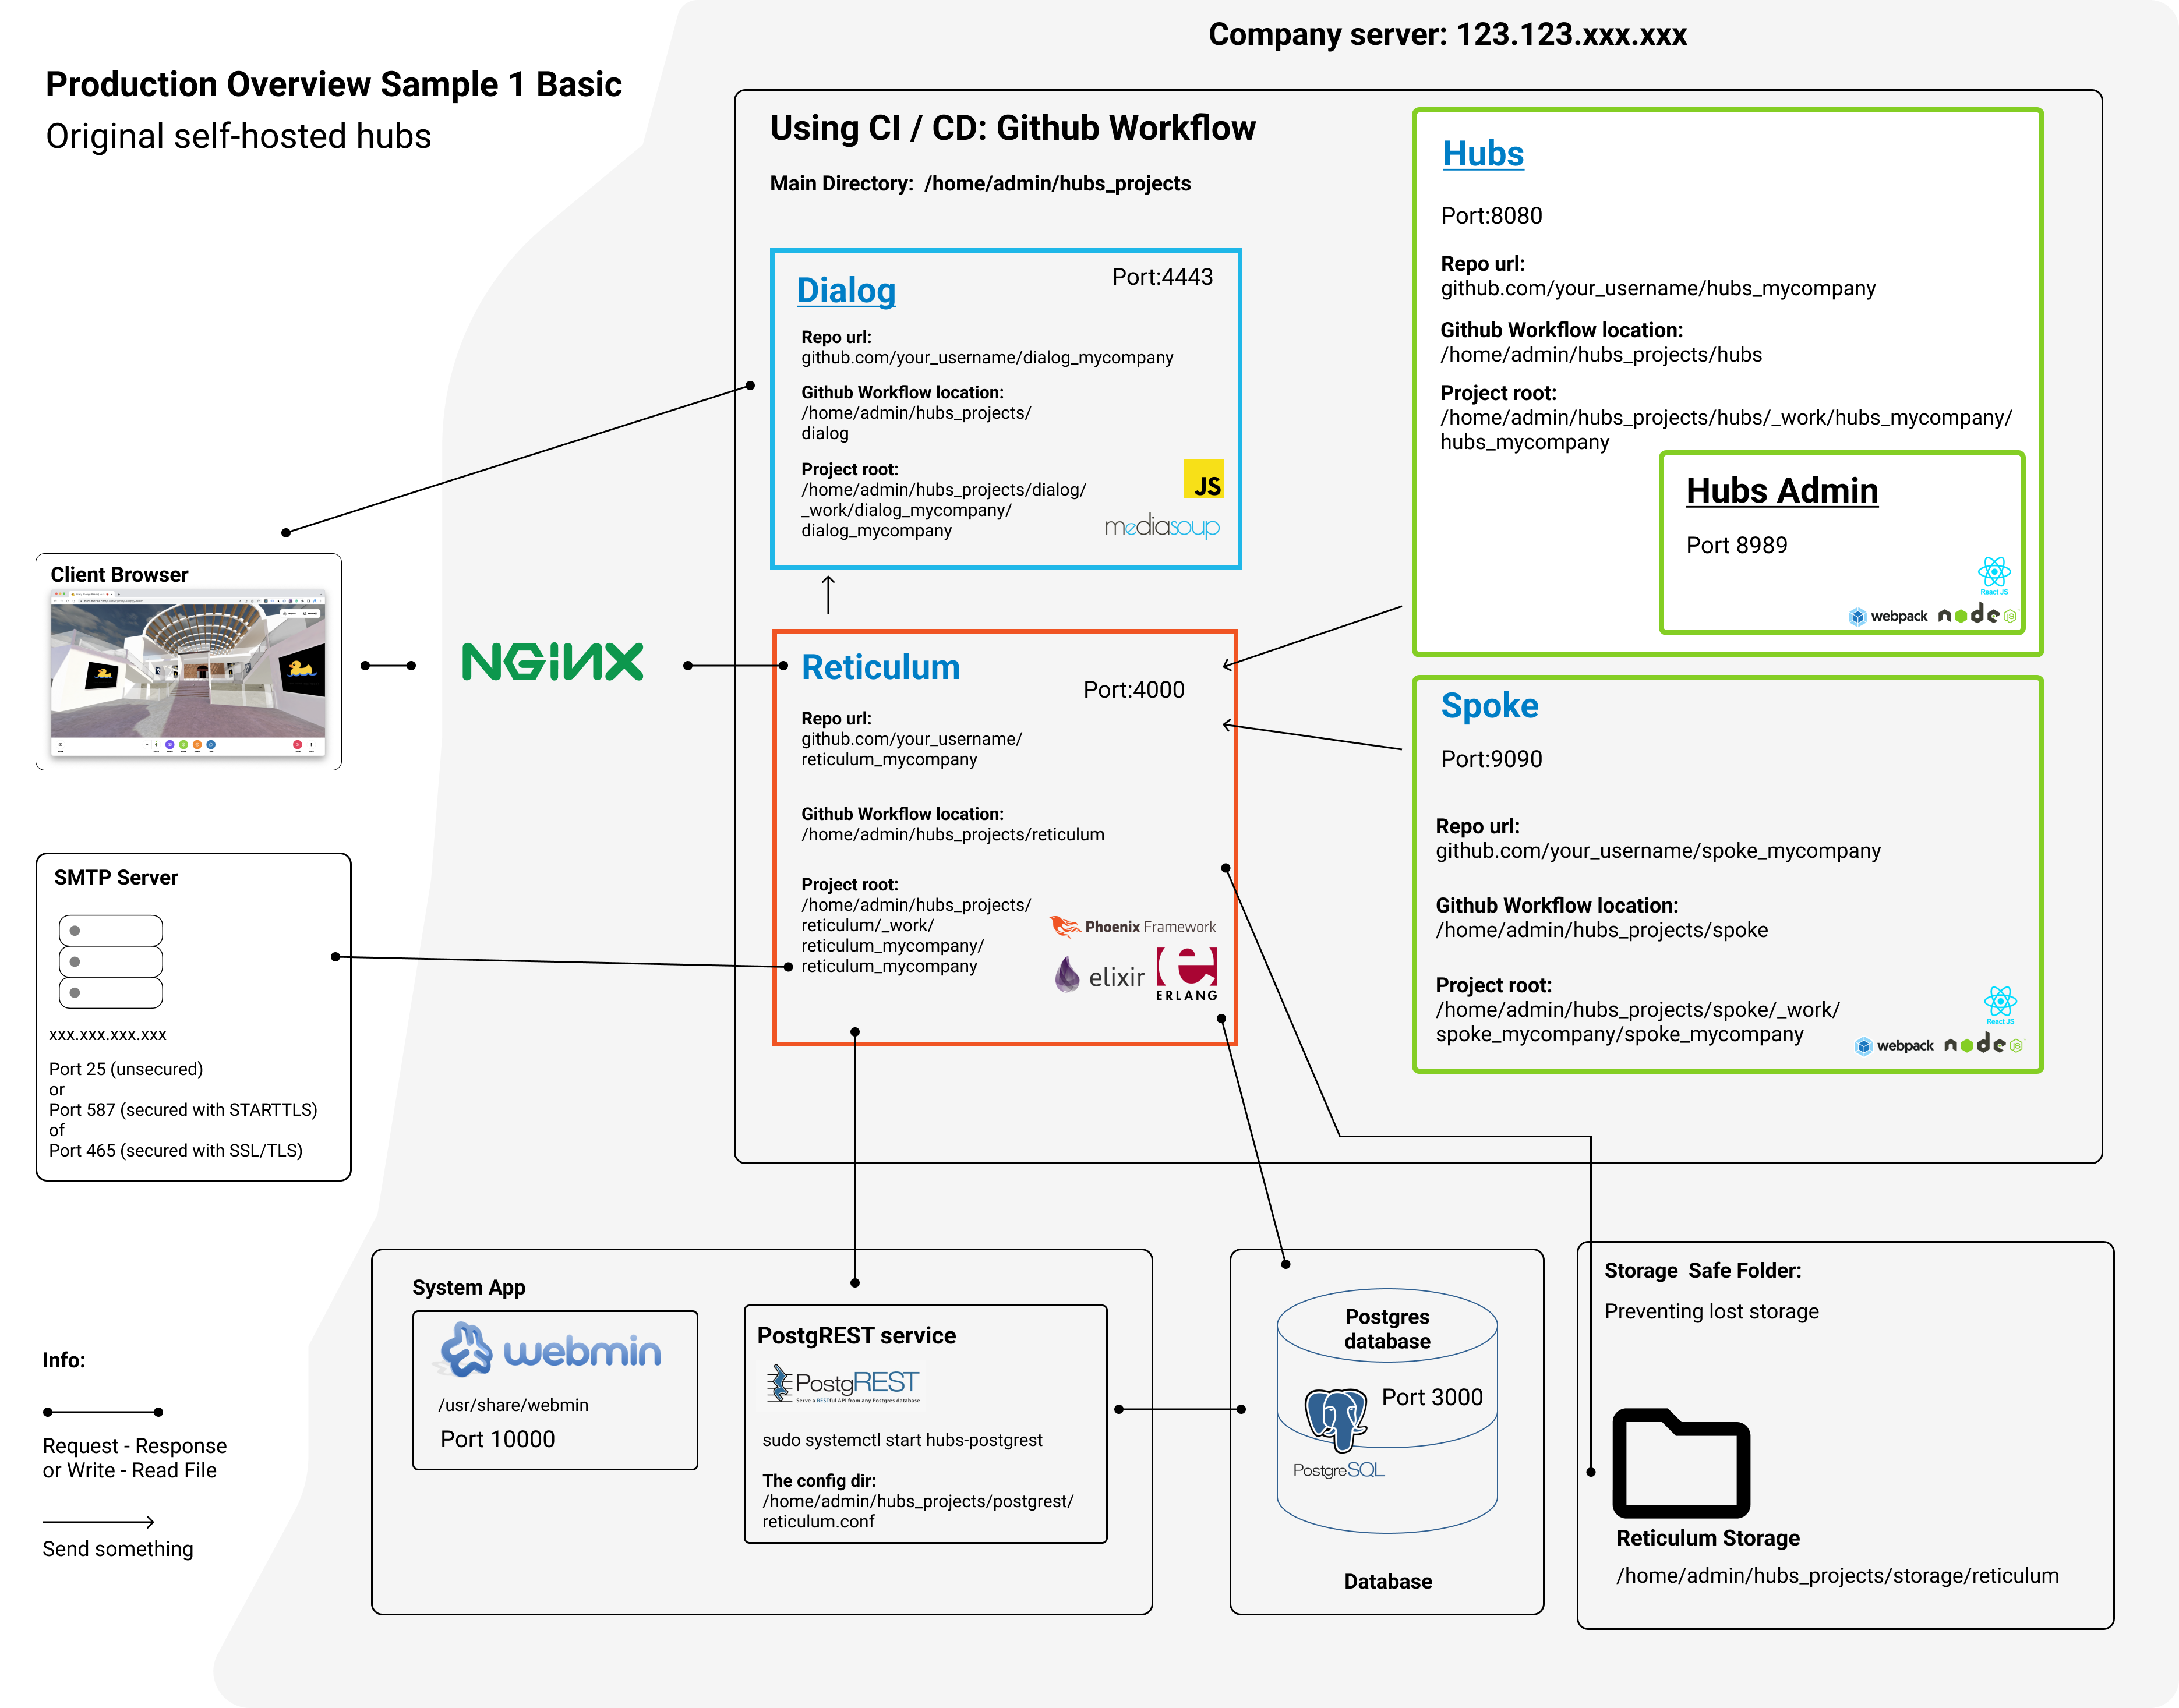 Company server: 123.123.xxx.xxx
Production Overview Sample 1 Basic
Original self-hosted hubs
Using CI / CD: Github Workflow
Main Directory: /home/admin/hubs_projects
Dialog
Port:4443
Repo url:
github.com/your_username/dialog_mycompany
Github Workflow location:
/home/admin/hubs_projects/
dialog
Project root:
/home/admin/hubs_projects/dialog/
_work/dialog_mycompany/
dialog_mycompany
JS
mediasoup
Hubs
Port:8080
Repo url:
github.com/your_username/hubs_mycompany
Github Workflow location:
/home/admin/hubs_projects/hubs
Project root:
/home/admin/hubs_projects/hubs/_work/hubs_mycompany/
hubs_mycompany
Hubs Admin
Port 8989
React JS
webpack
node
JS
Client Browser
NGINX
Reticulum
Port:4000
Repo url:
github.com/your_username/
reticulum_mycompany
Github Workflow location:
/home/admin/hubs_projects/reticulum
Project root:
/home/admin/hubs_projects/
reticulum/_work/
reticulum_mycompany/
reticulum_mycompany
Phoenix Framework
elixir
e
ERLANG
Spoke
Port:9090
Repo url:
github.com/your_username/spoke_mycompany
Github Workflow location:
/home/admin/hubs_projects/spoke
Project root:
/home/admin/hubs_projects/spoke/_work/
spoke_mycompany/spoke_mycompany
React JS
webpack
node
JS
SMTP Server
xxx.xxx.xxx.xxx
Port 25 (unsecured)
or
Port 587 (secured with STARTTLS)
of
Port 465 (secured with SSL/TLS)
System App
webmin
/usr/share/webmin
Port 10000
PostgREST service
PostgREST
Serve a RESTful API from any Postgres database
sudo systemctl start hubs-postgrest
The config dir:
/home/admin/hubs_projects/postgrest/
reticulum.conf
Postgres
database
Port 3000
PostgreSQL
Database
Storage Safe Folder:
Preventing lost storage
Reticulum Storage
/home/admin/hubs_projects/storage/reticulum
Info:
Request - Response
or Write - Read File
Send something